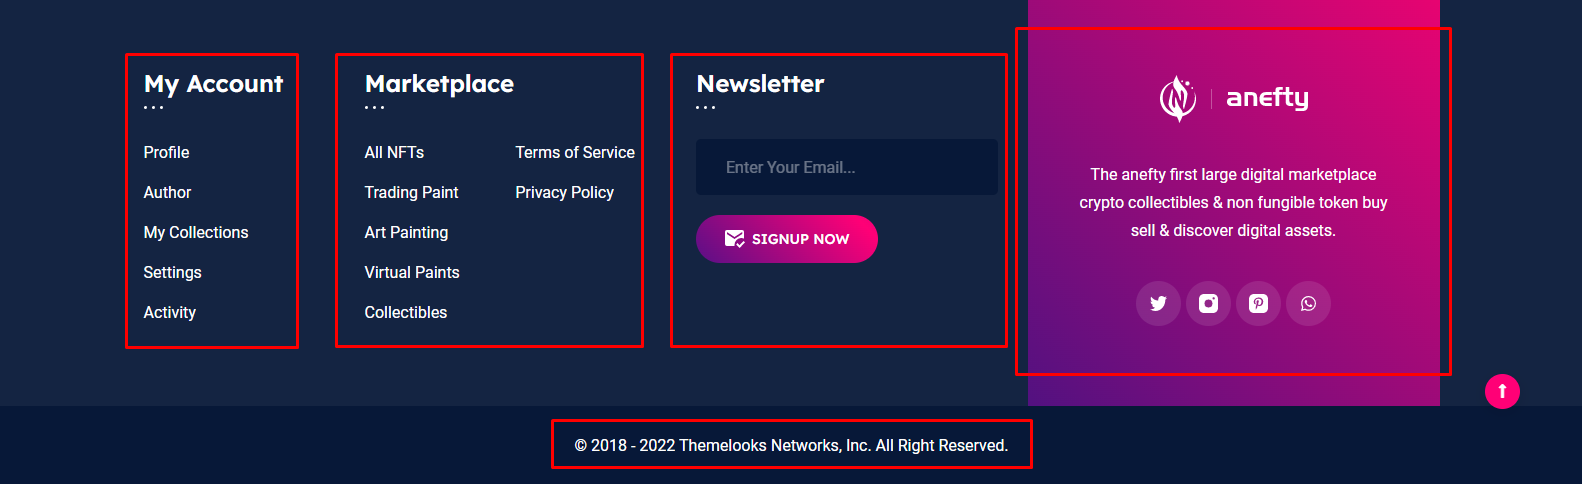 My Account
Profile
Author
My Collections
Settings
Activity
Marketplace
All NFTs
Trading Paint
Art Painting
Virtual Paints
Collectibles
Terms of Service
Privacy Policy
Newsletter
Enter Your Email...
SIGNUP NOW
anefty
The anefty first large digital marketplace
crypto collectibles & non fungible token buy
sell & discover digital assets.
© 2018 - 2022 Themelooks Networks, Inc. All Right Reserved.